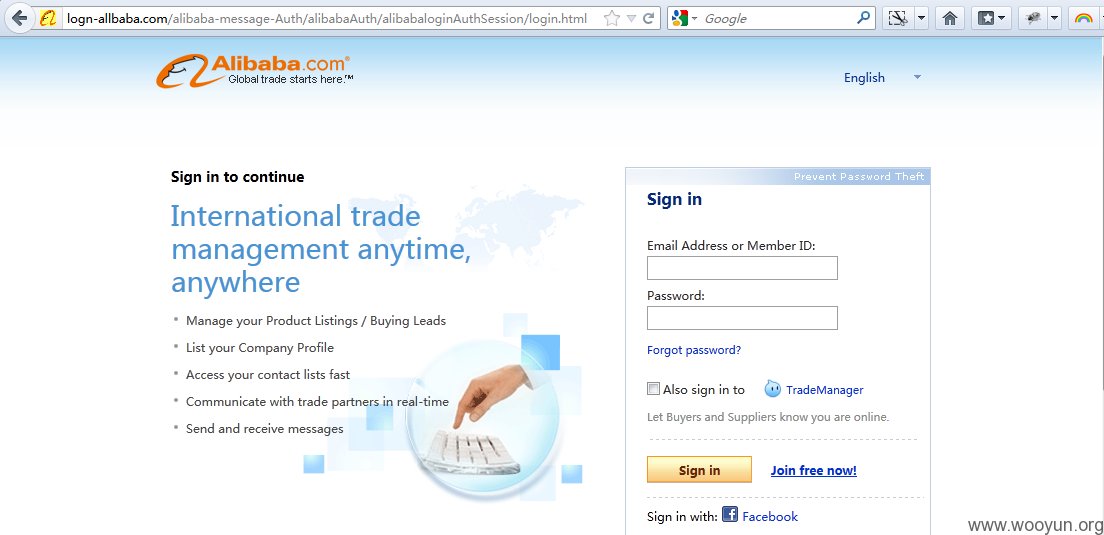 logn-allbaba.com/alibaba-message-Auth/alibabaAuth/alibabaloginAuthSession/login.html
Google
Alibaba.com®
Global trade starts here.™
English
Sign in to continue
International trade
management anytime,
anywhere
Manage your Product Listings / Buying Leads
List your Company Profile
Access your contact lists fast
Communicate with trade partners in real-time
Send and receive messages
Prevent Password Theft
Sign in
Email Address or Member ID:
Password:
Forgot password?
Also sign in to TradeManager
Let Buyers and Suppliers know you are online.
Sign in Join free now!
Sign in with: Facebook
www.wooyun.org